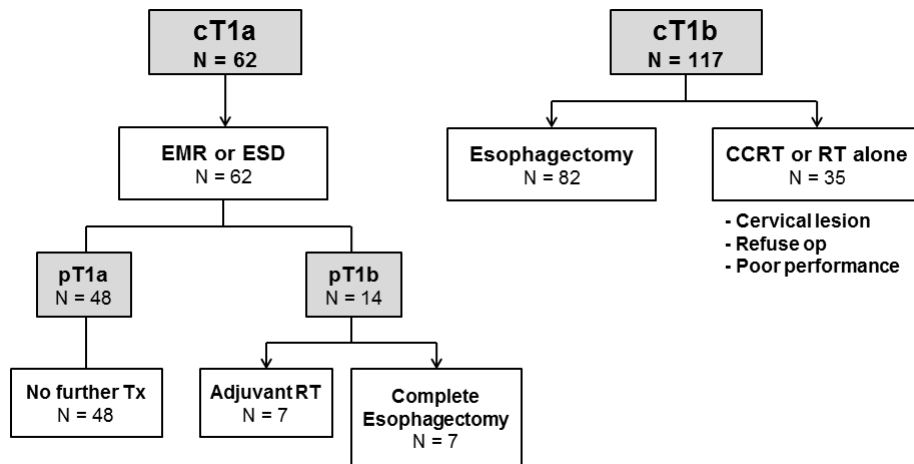 cT1a
N = 62
cT1b
N = 117
EMR or ESD
N = 62
Esophagectomy
N = 82
CCRT or RT alone
N = 35
- Cervical lesion
- Refuse op
- Poor performance
pT1a
N = 48
pT1b
N = 14
No further Tx
N = 48
Adjuvant RT
N = 7
Complete
Esophagectomy
N = 7